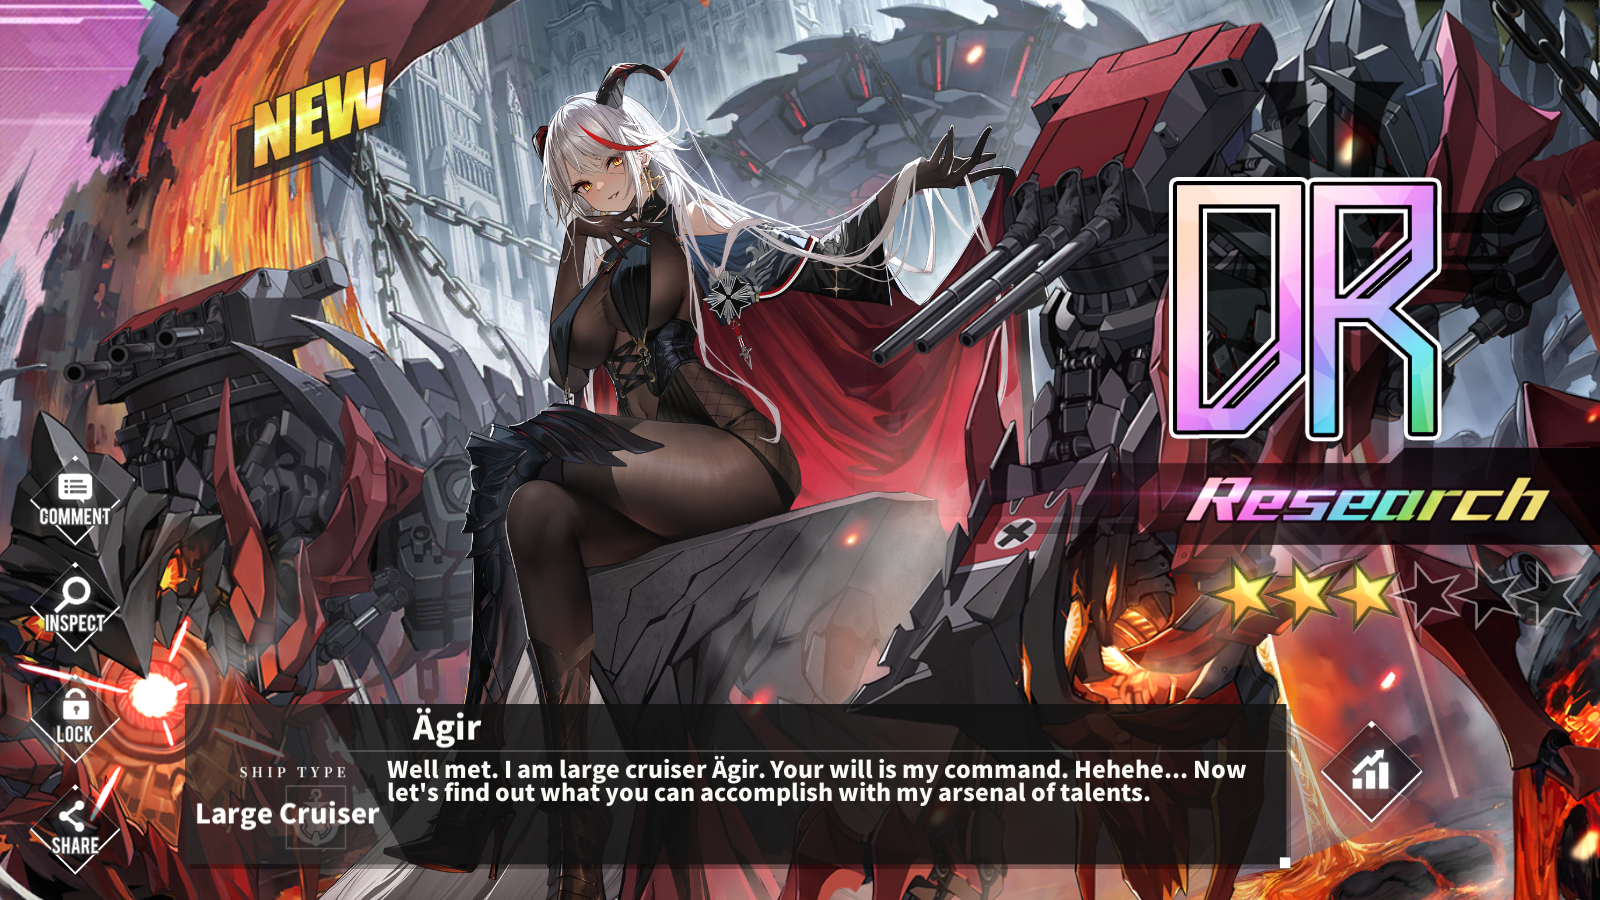 NEW
DR
Research
COMMENT
INSPECT
LOCK
SHARE
Ägir
SHIP TYPE
Large Cruiser
Well met. I am large cruiser Ägir. Your will is my command. Hehehe... Now
let's find out what you can accomplish with my arsenal of talents.